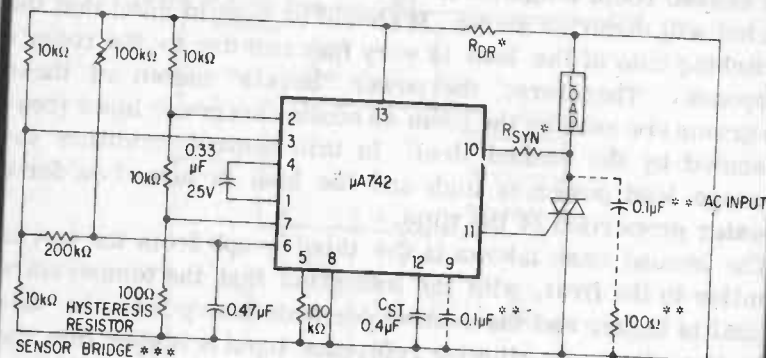 10kΩ
100kΩ
10kΩ
RDR*
LOAD
13
2
3
4
1
7
6
10
11
μA742
RSYN*
0.33
μF
25V
10kΩ
0.1μF**
AC INPUT
200kΩ
5
8
12
9
10kΩ
100Ω
HYSTERESIS
RESISTOR
0.47μF
100
kΩ
CST
0.4μF
0.1μF**
100Ω**
SENSOR BRIDGE ***